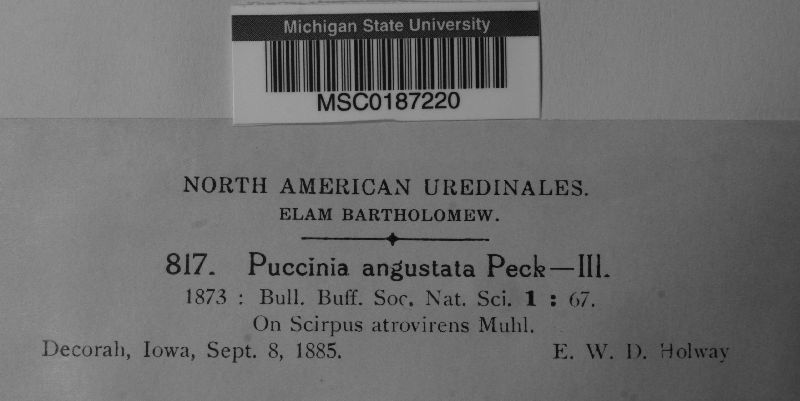 Michigan State University
MSC0187220
NORTH AMERICAN UREDINALES.
ELAM BARTHOLOMEW.
817. Puccinia angustata Peck—III.
1873 : Bull. Buff. Soc. Nat. Sci. 1 : 67.
On Scirpus atrovirens Muhl.
Decorah, Iowa, Sept. 8, 1885. E. W. D. Holway